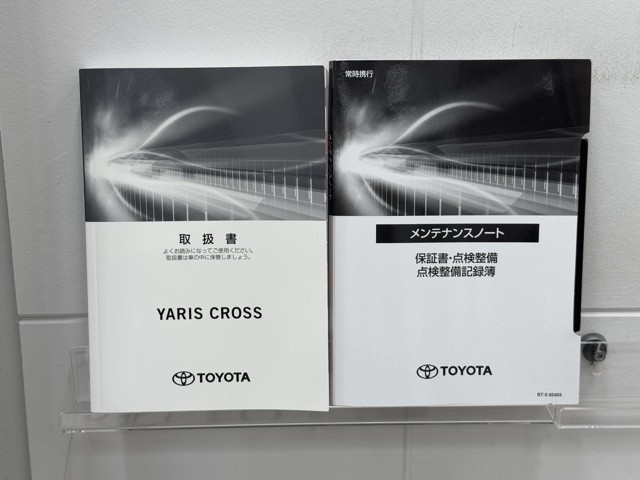 取扱書
よくお読みになってご使用ください。
取扱書は車の中に保管しましょう。
YARIS CROSS
TOYOTA
常時携行
メンテナンスノート
保証書・点検整備
点検整備記録簿
TOYOTA